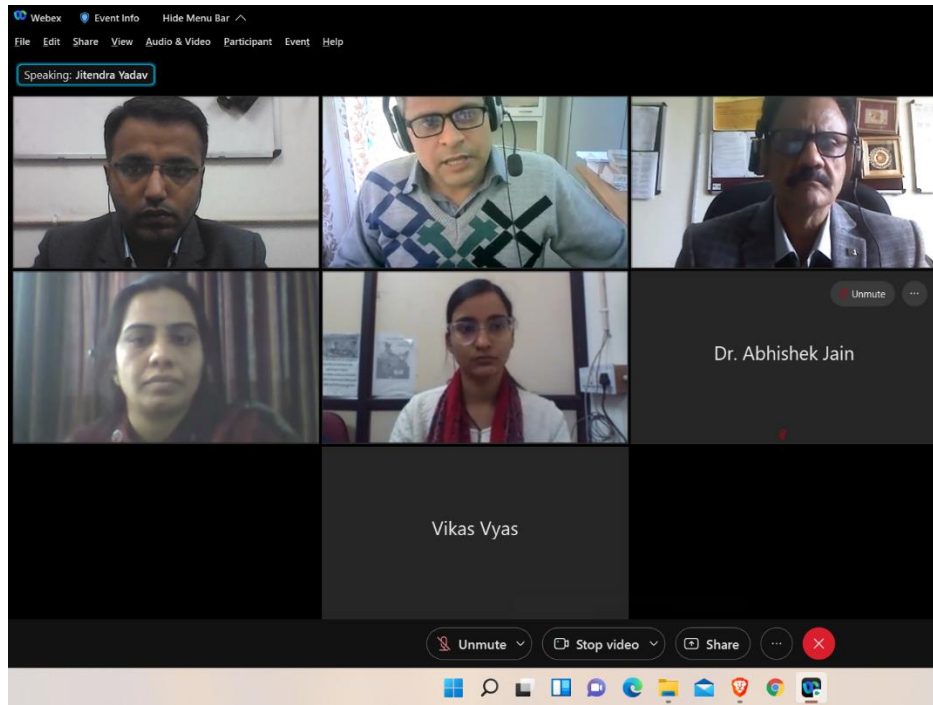 Webex Event Info Hide Menu Bar
File Edit Share View Audio & Video Participant Event Help
Speaking: Jitendra Yadav
Unmute
Dr. Abhishek Jain
Vikas Vyas
Unmute Stop video Share